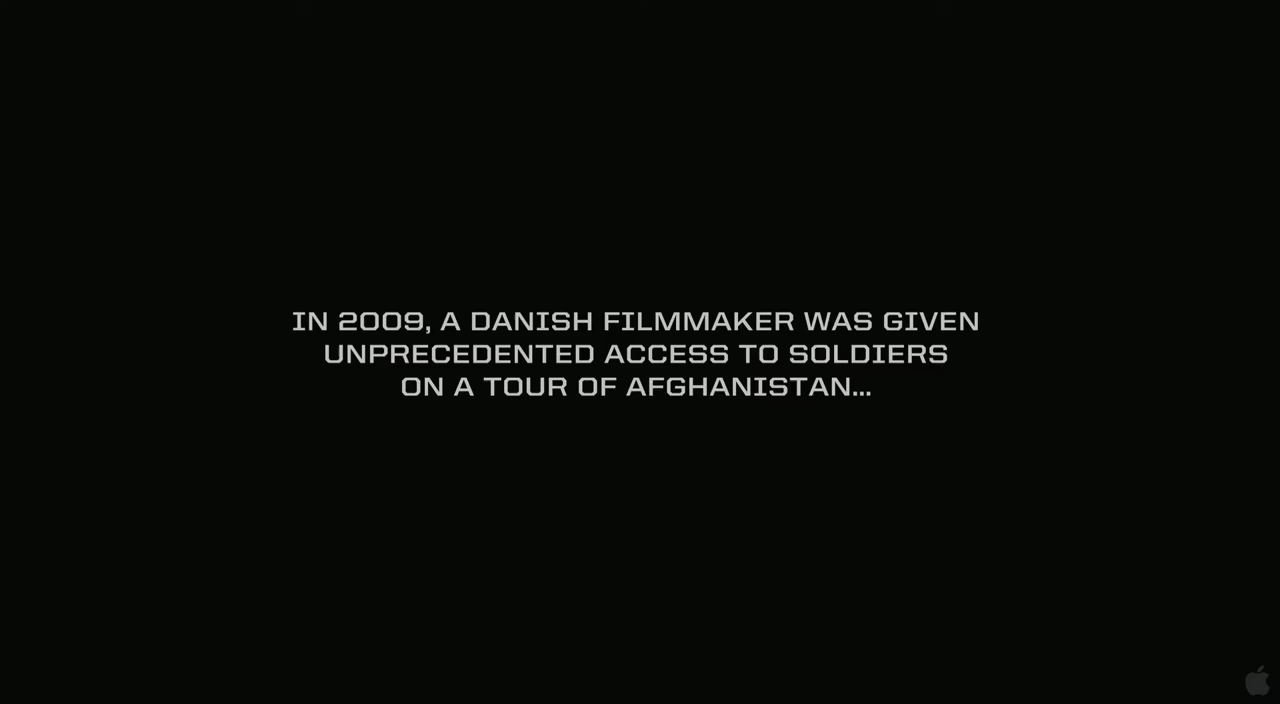 IN 2009, A DANISH FILMMAKER WAS GIVEN
UNPRECEDENTED ACCESS TO SOLDIERS
ON A TOUR OF AFGHANISTAN...